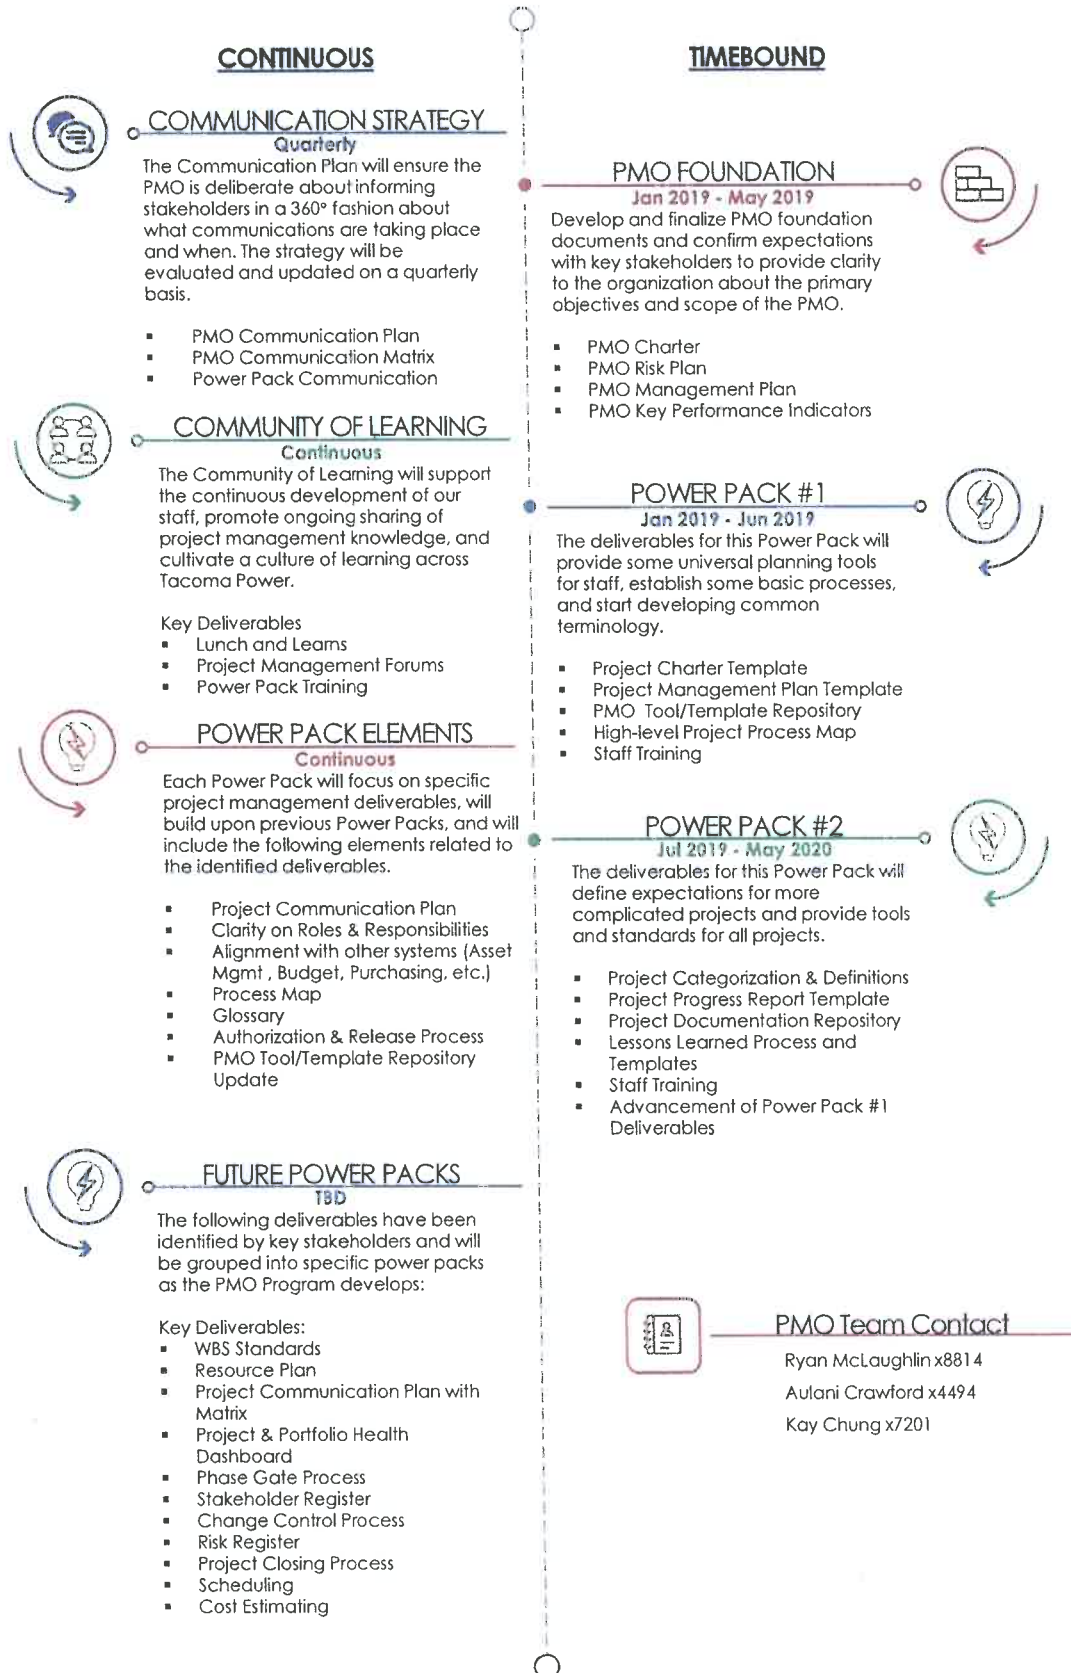 CONTINUOUS
COMMUNICATION STRATEGY
Quarterly
The Communication Plan will ensure the
PMO is deliberate about informing
stakeholders in a 360° fashion about
what communications are taking place
and when. The strategy will be
evaluated and updated on a quarterly
basis.
▪ PMO Communication Plan
▪ PMO Communication Matrix
▪ Power Pack Communication
COMMUNITY OF LEARNING
Continuous
The Community of Learning will support
the continuous development of our
staff, promote ongoing sharing of
project management knowledge, and
cultivate a culture of learning across
Tacoma Power.
Key Deliverables
▪ Lunch and Learns
▪ Project Management Forums
▪ Power Pack Training
POWER PACK ELEMENTS
Continuous
Each Power Pack will focus on specific
project management deliverables, will
build upon previous Power Packs, and will
include the following elements related to
the identified deliverables.
▪ Project Communication Plan
▪ Clarity on Roles & Responsibilities
▪ Alignment with other systems (Asset
Mgmt , Budget, Purchasing, etc.)
▪ Process Map
▪ Glossary
▪ Authorization & Release Process
▪ PMO Tool/Template Repository
Update
FUTURE POWER PACKS
TBD
The following deliverables have been
identified by key stakeholders and will
be grouped into specific power packs
as the PMO Program develops:
Key Deliverables:
▪ WBS Standards
▪ Resource Plan
▪ Project Communication Plan with
Matrix
▪ Project & Portfolio Health
Dashboard
▪ Phase Gate Process
▪ Stakeholder Register
▪ Change Control Process
▪ Risk Register
▪ Project Closing Process
▪ Scheduling
▪ Cost Estimating
TIMEBOUND
PMO FOUNDATION
Jan 2019 - May 2019
Develop and finalize PMO foundation
documents and confirm expectations
with key stakeholders to provide clarity
to the organization about the primary
objectives and scope of the PMO.
▪ PMO Charter
▪ PMO Risk Plan
▪ PMO Management Plan
▪ PMO Key Performance Indicators
POWER PACK #1
Jan 2019 - Jun 2019
The deliverables for this Power Pack will
provide some universal planning tools
for staff, establish some basic processes,
and start developing common
terminology.
▪ Project Charter Template
▪ Project Management Plan Template
▪ PMO Tool/Template Repository
▪ High-level Project Process Map
▪ Staff Training
POWER PACK #2
Jul 2019 - May 2020
The deliverables for this Power Pack will
define expectations for more
complicated projects and provide tools
and standards for all projects.
▪ Project Categorization & Definitions
▪ Project Progress Report Template
▪ Project Documentation Repository
▪ Lessons Learned Process and
Templates
▪ Staff Training
▪ Advancement of Power Pack #1
Deliverables
PMO Team Contact
Ryan McLaughlin x8814
Aulani Crawford x4494
Kay Chung x7201